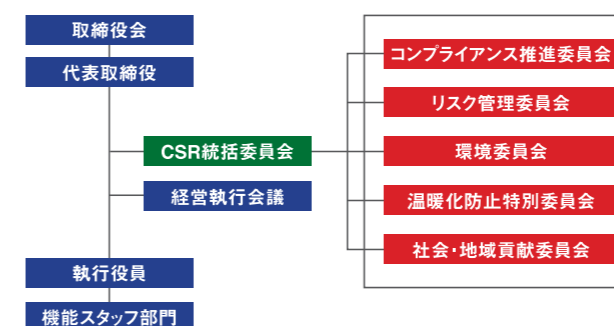 取締役会
代表取締役
CSR統括委員会
経営執行会議
執行役員
機能スタッフ部門
コンプライアンス推進委員会
リスク管理委員会
環境委員会
温暖化防止特別委員会
社会・地域貢献委員会